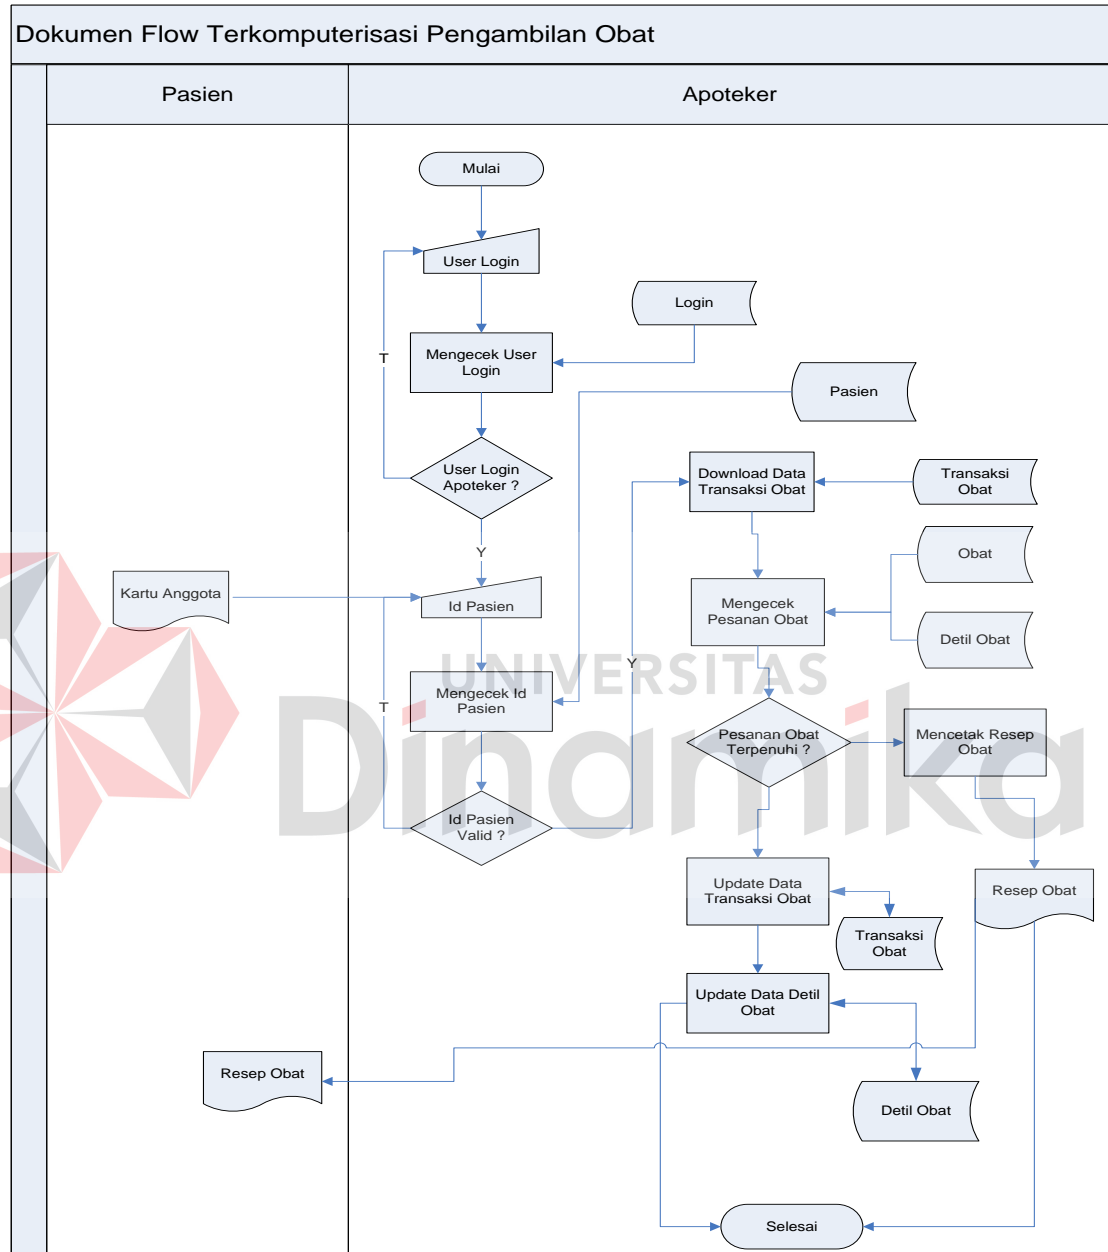 Dokumen Flow Terkomputerisasi Pengambilan Obat
Pasien
Apoteker
Mulai
User Login
Login
T
Mengecek User
Login
Pasien
User Login
Apoteker ?
Download Data
Transaksi Obat
Transaksi
Obat
Y
Obat
Kartu Anggota
Id Pasien
Mengecek
Pesanan Obat
Detil Obat
UNIVERSITAS
Y
Mengecek Id
Pasien
T
Dinamika
Pesanan Obat
Terpenuhi ?
Mencetak Resep
Obat
Id Pasien
Valid ?
Update Data
Transaksi Obat
Resep Obat
Transaksi
Obat
Update Data Detil
Obat
Resep Obat
Detil Obat
Selesai